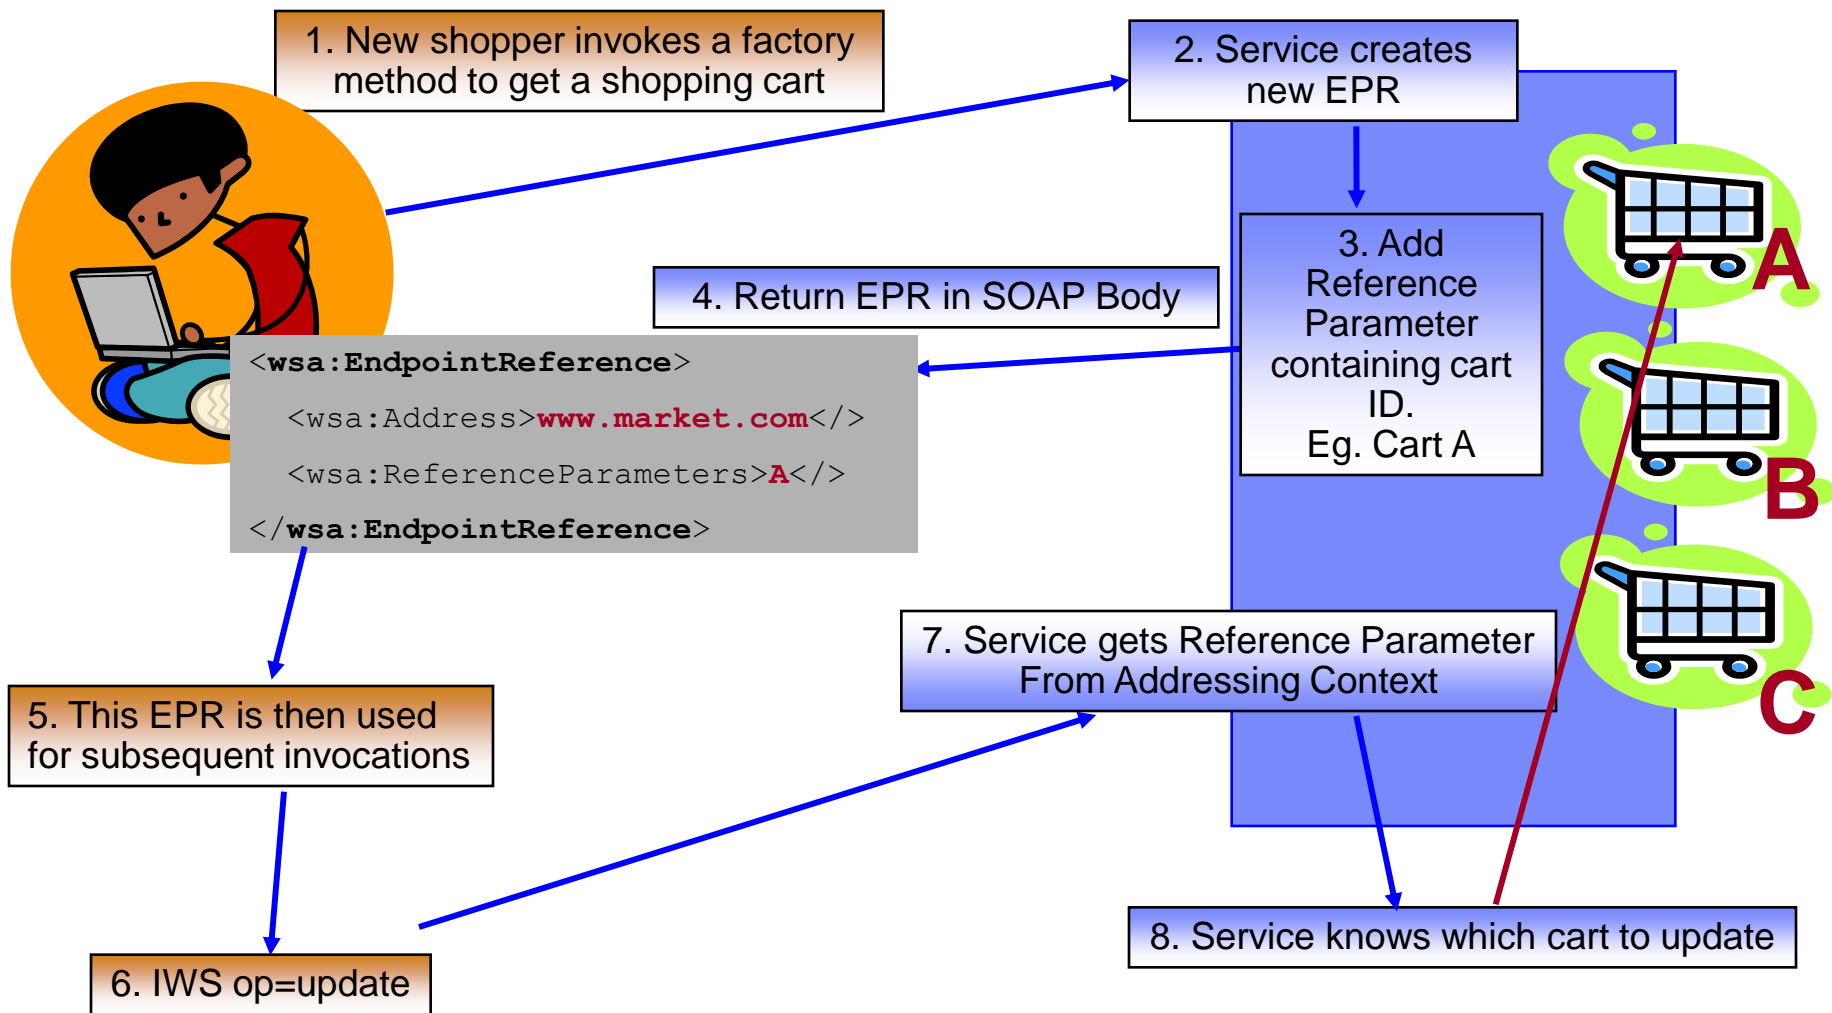 1. New shopper invokes a factory
method to get a shopping cart
2. Service creates
new EPR
3. Add
Reference
Parameter
containing cart
ID.
Eg. Cart A
4. Return EPR in SOAP Body
<wsa:EndpointReference>
<wsa:Address>www.market.com</>
<wsa:ReferenceParameters>A</>
</wsa:EndpointReference>
5. This EPR is then used
for subsequent invocations
6. IWS op=update
7. Service gets Reference Parameter
From Addressing Context
8. Service knows which cart to update
A
B
C